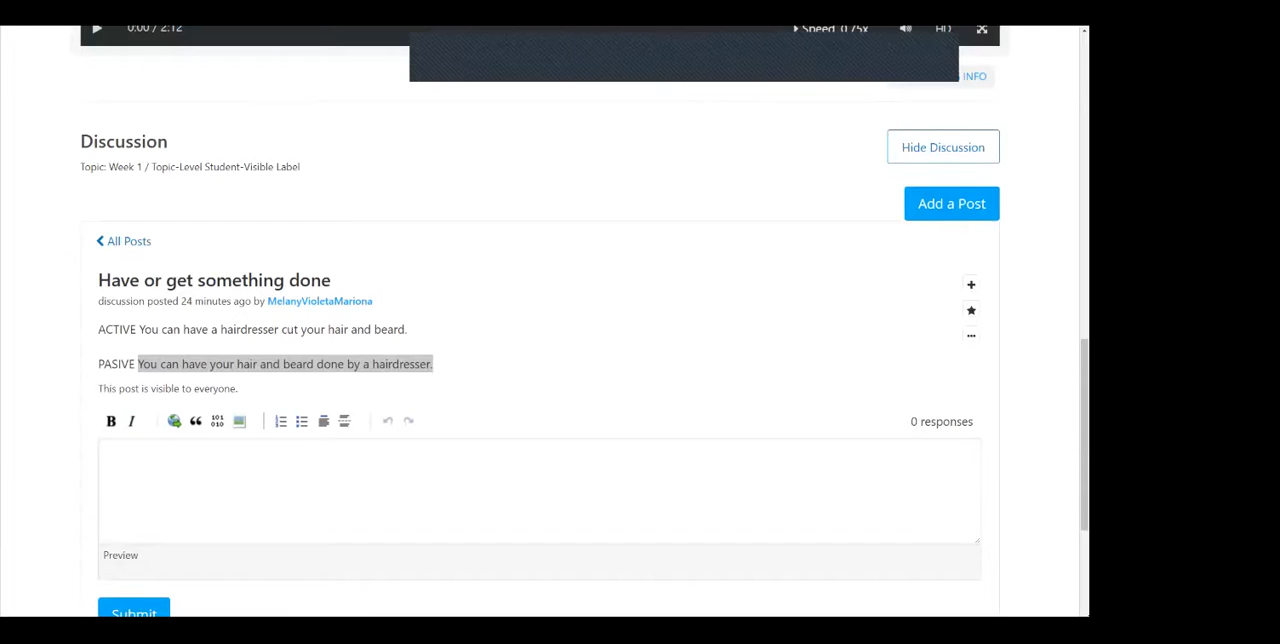 0:00 / 2:12
Speed 0.75x
HD
INFO
Discussion
Hide Discussion
Topic: Week 1 / Topic-Level Student-Visible Label
Add a Post
All Posts
Have or get something done
discussion posted 24 minutes ago by MelanyVioletaMariona
ACTIVE You can have a hairdresser cut your hair and beard.
PASIVE You can have your hair and beard done by a hairdresser.
This post is visible to everyone.
B I
101
010
0 responses
Preview
Submit